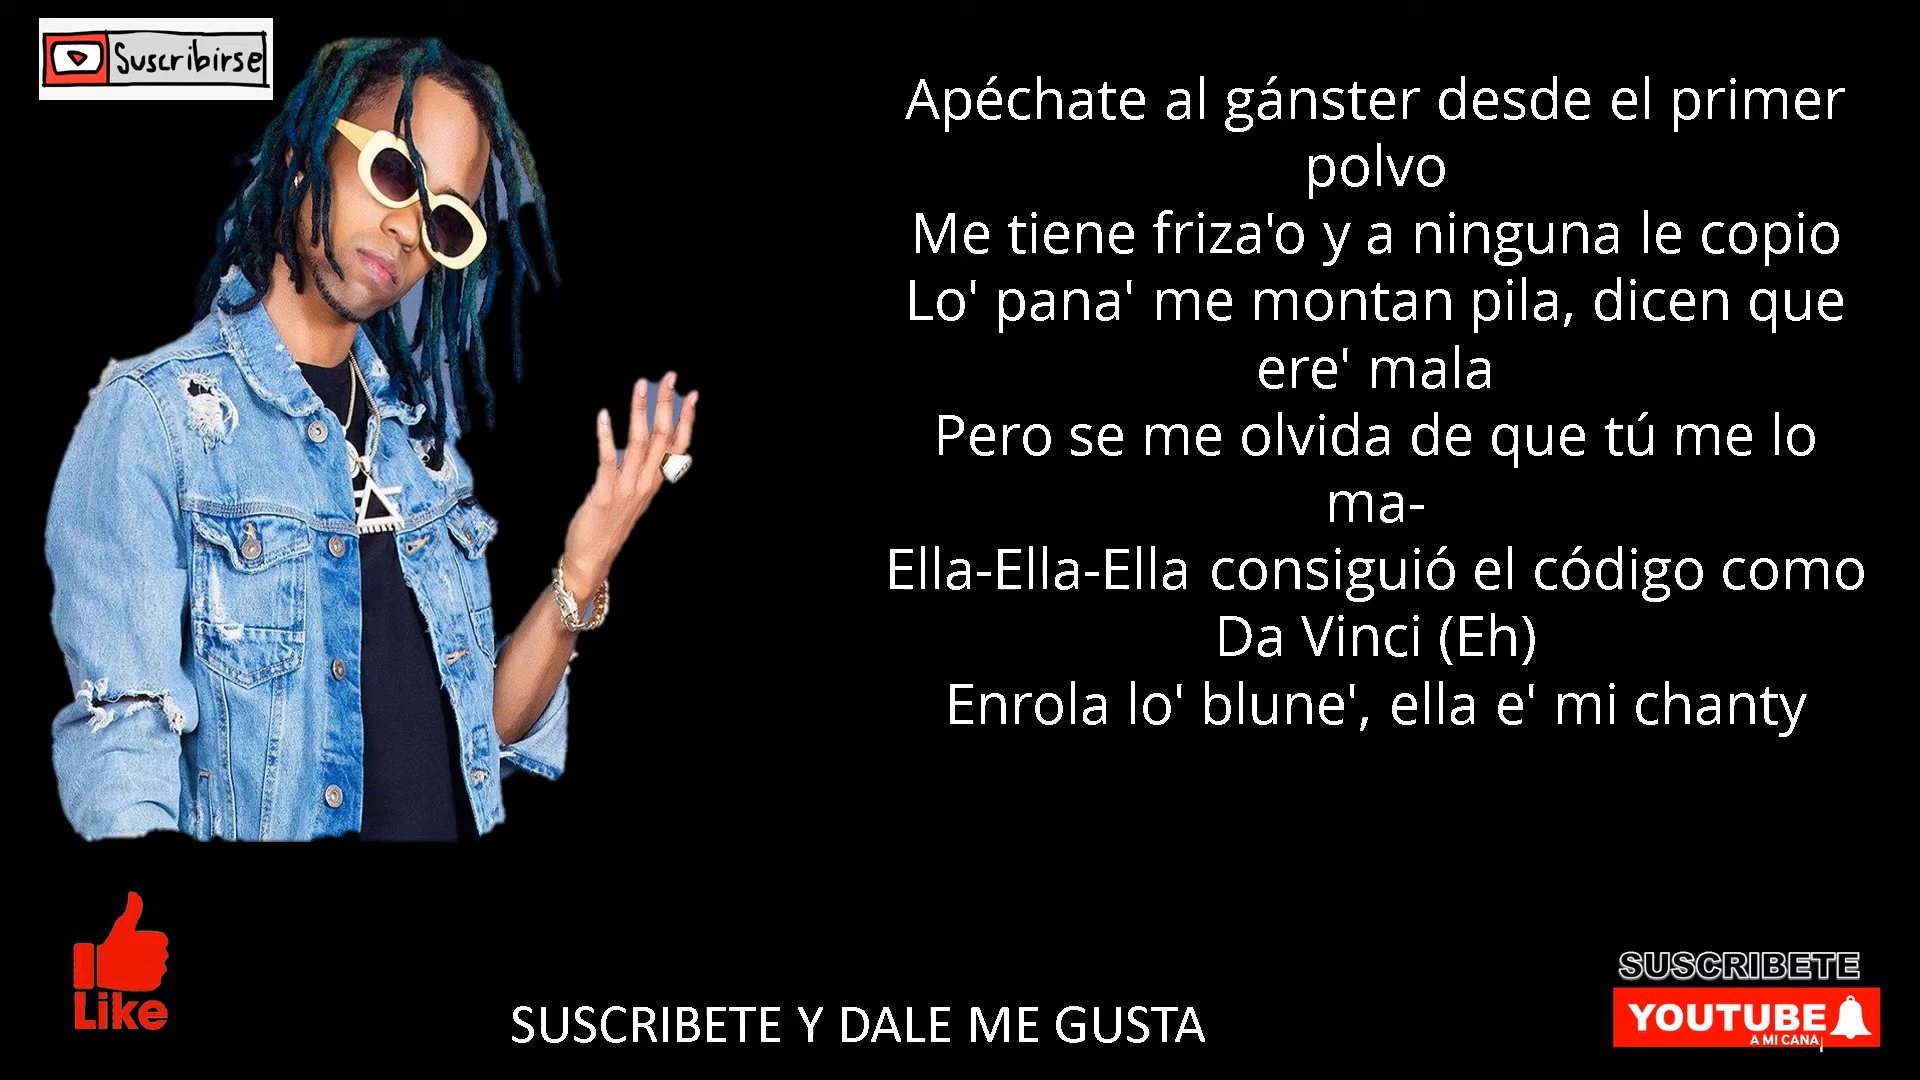 Suscribirse
Apéchate al gánster desde el primer
polvo
Me tiene friza'o y a ninguna le copio
Lo' pana' me montan pila, dicen que
ere' mala
Pero se me olvida de que tú me lo
ma-
Ella-Ella-Ella consiguió el código como
Da Vinci (Eh)
Enrola lo' blune', ella e' mi chanty
Like
SUSCRIBETE Y DALE ME GUSTA
SUSCRIBETE
YOUTUBE
A MI CANA